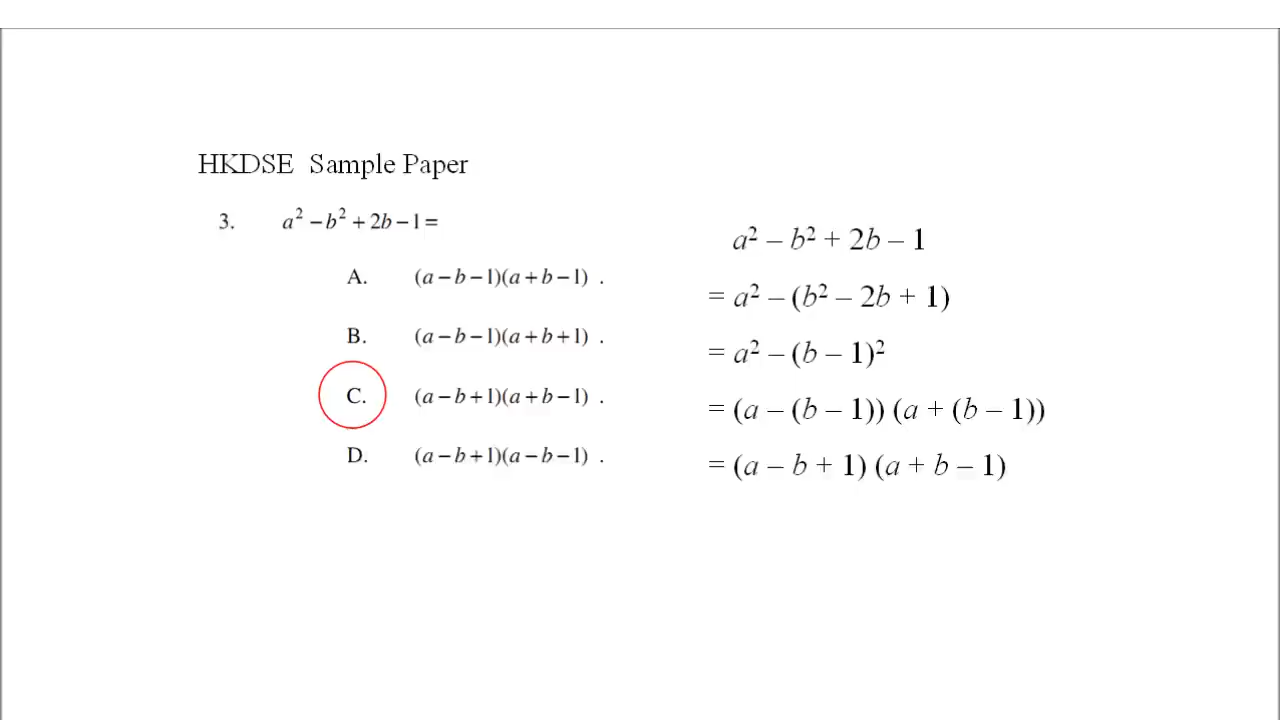 HKDSE Sample Paper
3. a² − b² + 2b − 1 =
A. (a − b − 1)(a + b − 1) .
B. (a − b − 1)(a + b + 1) .
C. (a − b + 1)(a + b − 1) .
D. (a − b + 1)(a − b − 1) .
a² – b² + 2b – 1
= a² – (b² – 2b + 1)
= a² – (b – 1)²
= (a – (b – 1)) (a + (b – 1))
= (a – b + 1) (a + b – 1)